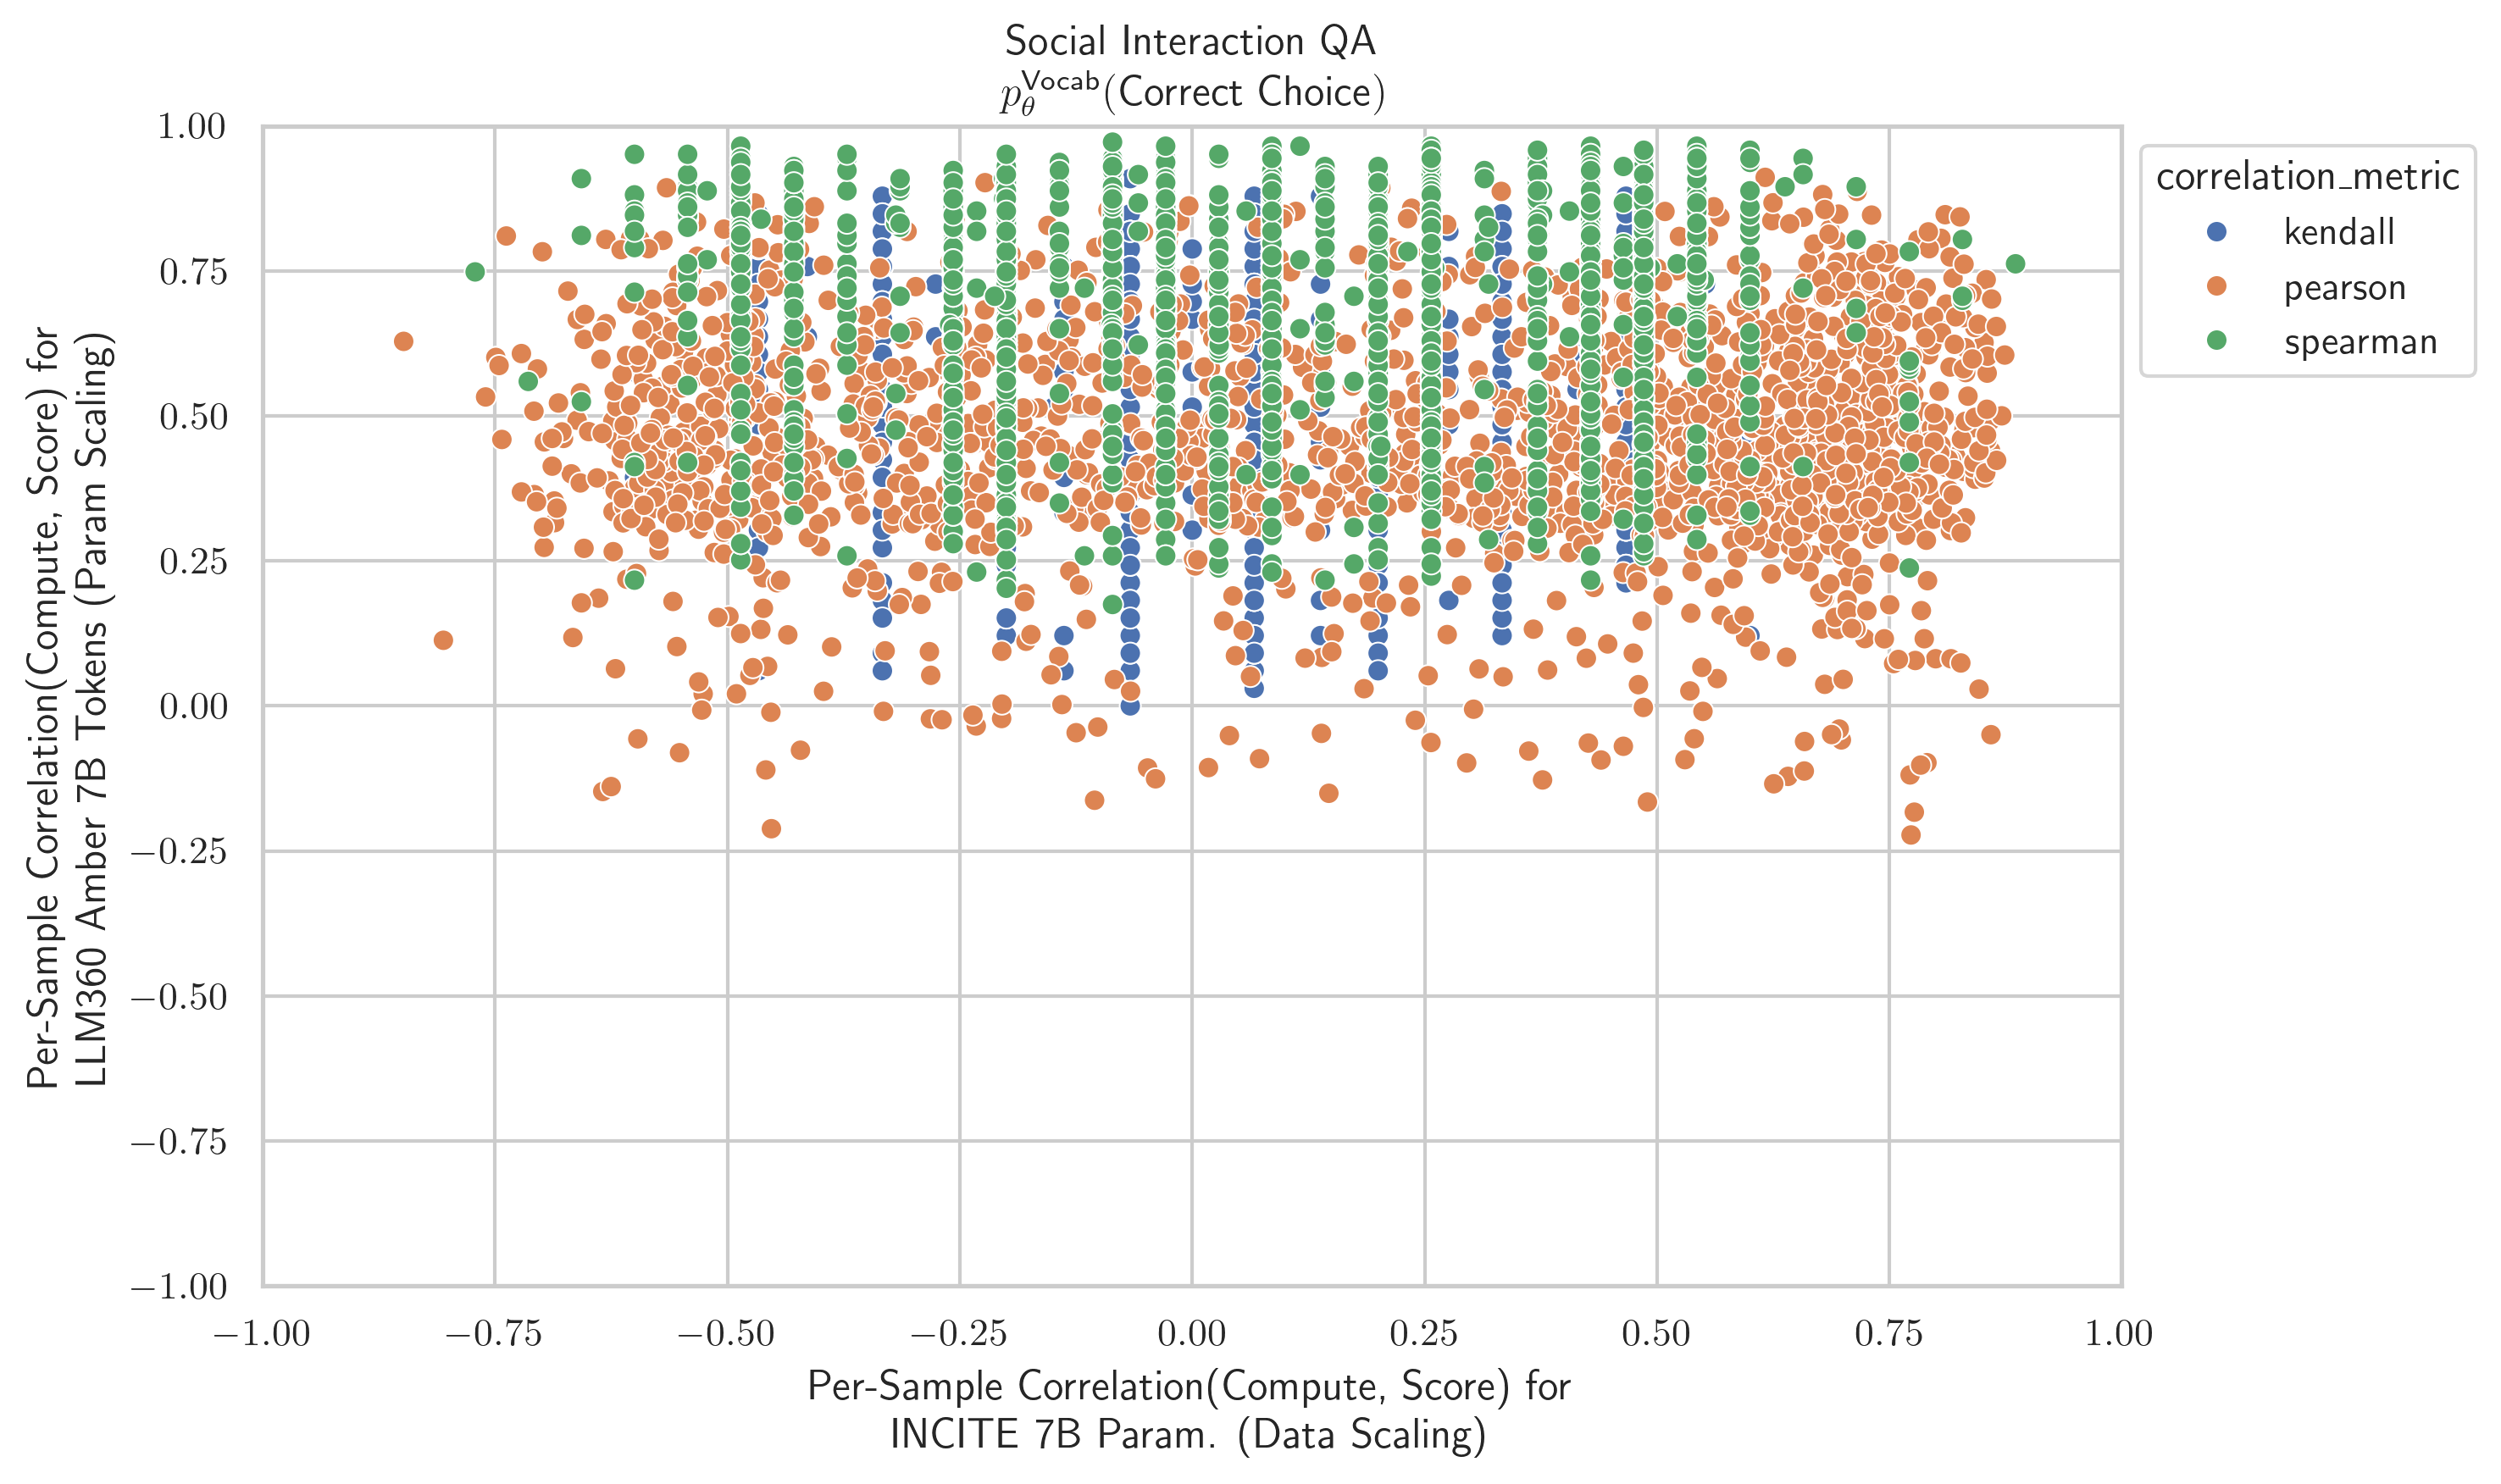 Social Interaction QA
p_θ^Vocab(Correct Choice)
Per-Sample Correlation(Compute, Score) for
LLM360 Amber 7B Tokens (Param Scaling)
1.00
0.75
0.50
0.25
0.00
−0.25
−0.50
−0.75
−1.00
−1.00 −0.75 −0.50 −0.25 0.00 0.25 0.50 0.75 1.00
Per-Sample Correlation(Compute, Score) for
INCITE 7B Param. (Data Scaling)
correlation_metric
kendall
pearson
spearman